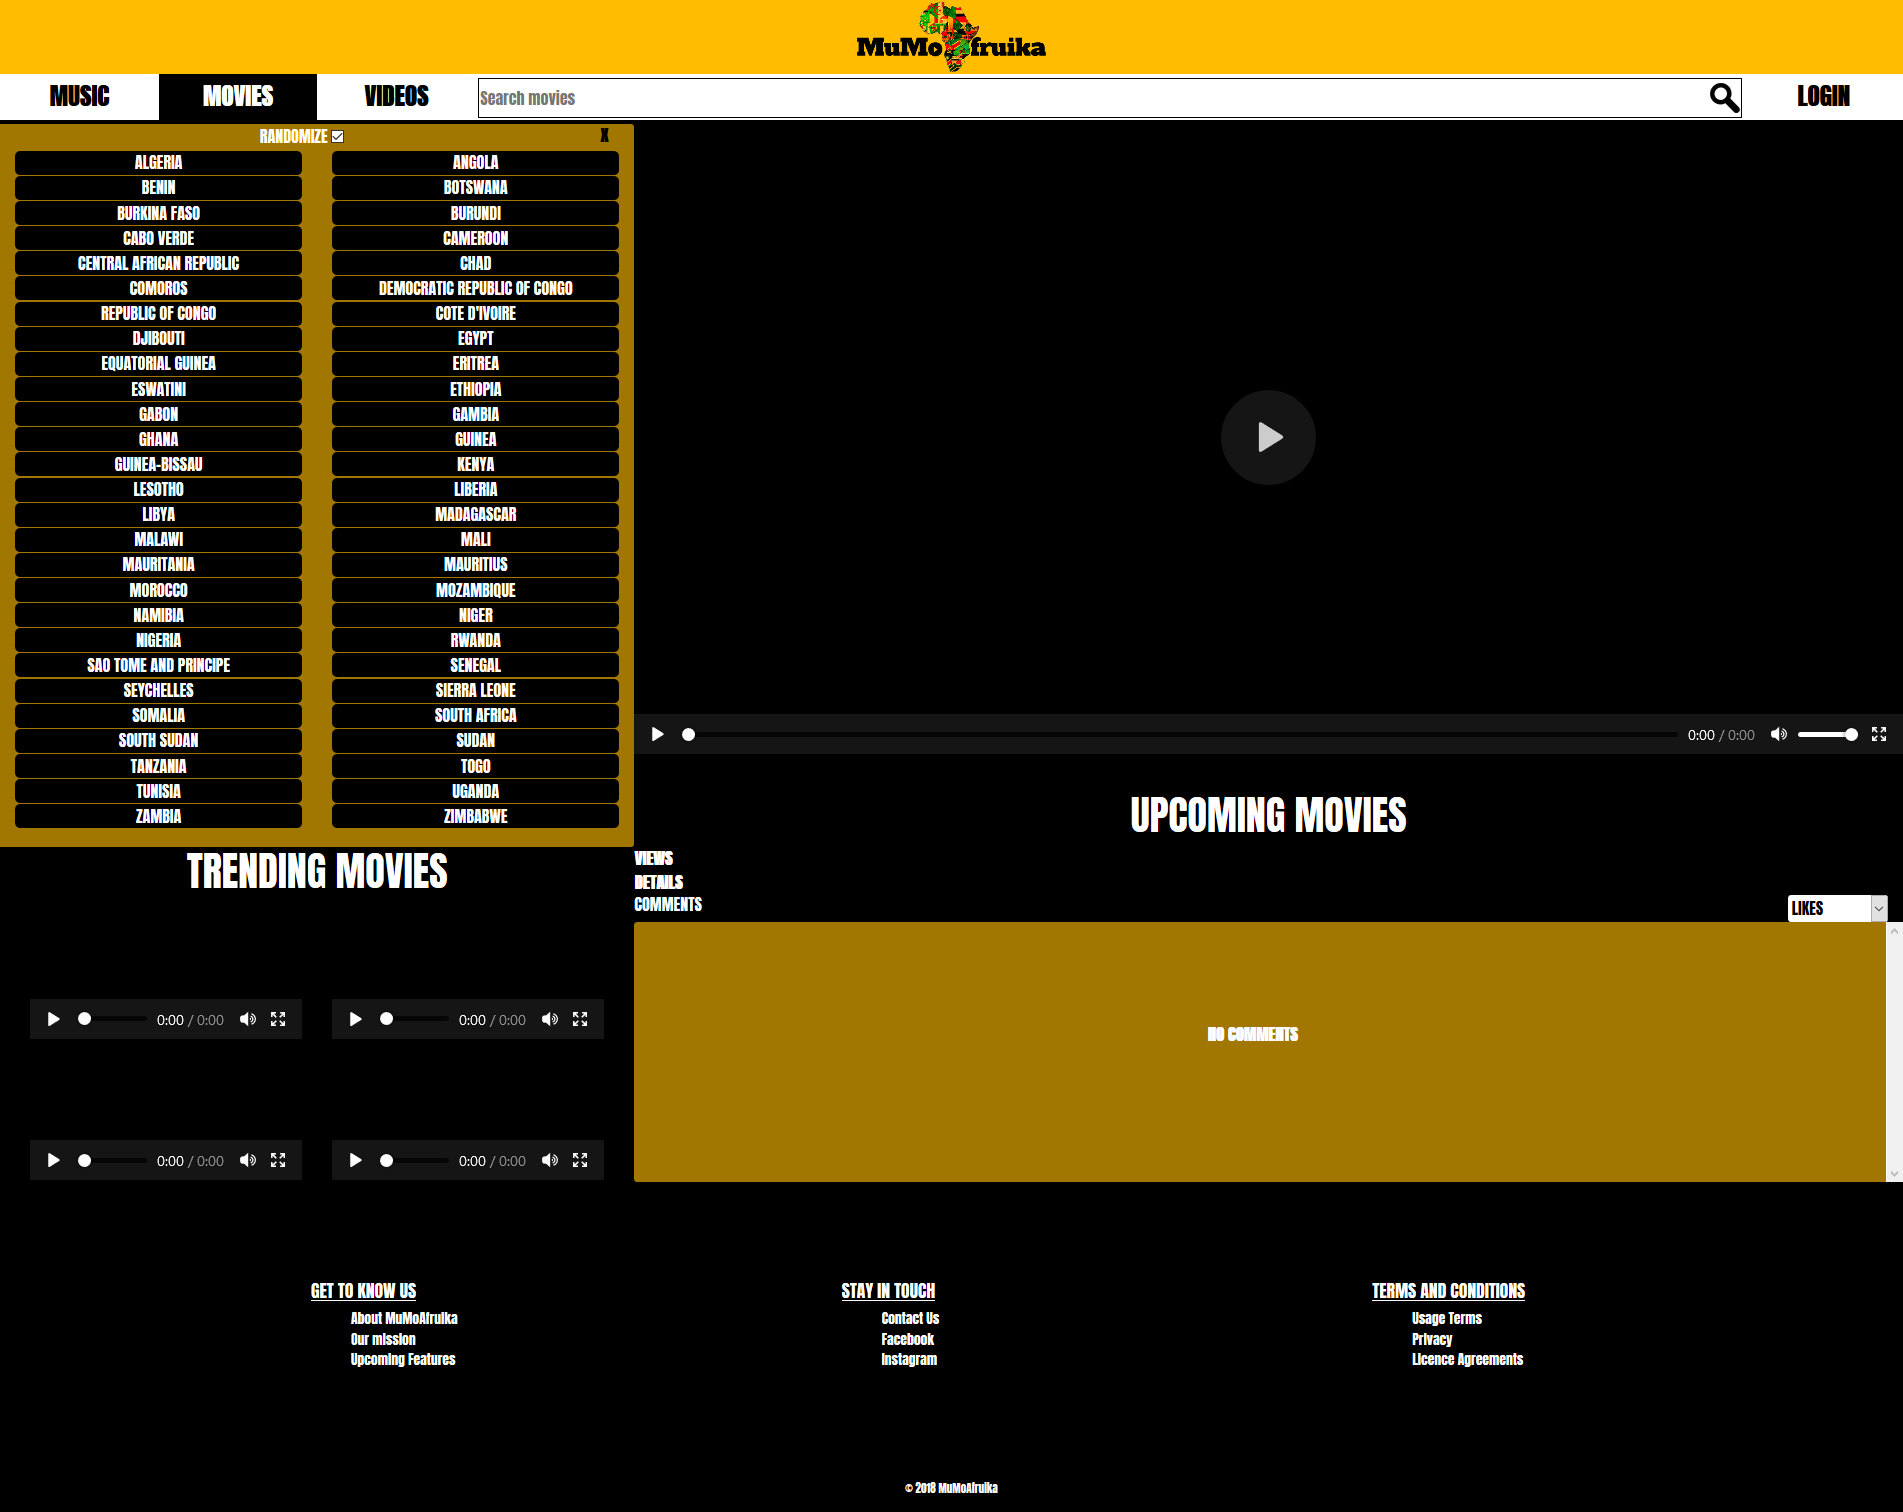 MuMoAfruika
MUSIC MOVIES VIDEOS Search movies LOGIN
RANDOMIZE X
ALGERIA ANGOLA
BENIN BOTSWANA
BURKINA FASO BURUNDI
CABO VERDE CAMEROON
CENTRAL AFRICAN REPUBLIC CHAD
COMOROS DEMOCRATIC REPUBLIC OF CONGO
REPUBLIC OF CONGO COTE D'IVOIRE
DJIBOUTI EGYPT
EQUATORIAL GUINEA ERITREA
ESWATINI ETHIOPIA
GABON GAMBIA
GHANA GUINEA
GUINEA-BISSAU KENYA
LESOTHO LIBERIA
LIBYA MADAGASCAR
MALAWI MALI
MAURITANIA MAURITIUS
MOROCCO MOZAMBIQUE
NAMIBIA NIGER
NIGERIA RWANDA
SAO TOME AND PRINCIPE SENEGAL
SEYCHELLES SIERRA LEONE
SOMALIA SOUTH AFRICA
SOUTH SUDAN SUDAN
TANZANIA TOGO
TUNISIA UGANDA
ZAMBIA ZIMBABWE
0:00 / 0:00
UPCOMING MOVIES
VIEWS
DETAILS
COMMENTS
LIKES
NO COMMENTS
TRENDING MOVIES
0:00 / 0:00 0:00 / 0:00
0:00 / 0:00 0:00 / 0:00
GET TO KNOW US
About MuMoAfruika
Our mission
Upcoming Features
STAY IN TOUCH
Contact Us
Facebook
Instagram
TERMS AND CONDITIONS
Usage Terms
Privacy
Licence Agreements
© 2018 MuMoAfruika